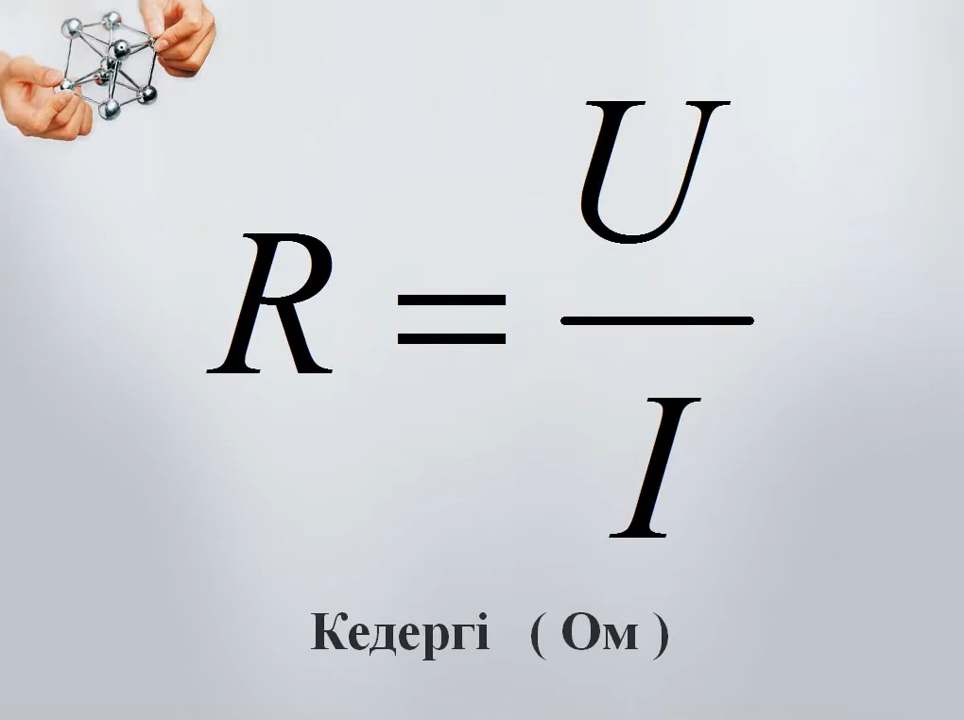 R = U / I
Кедергі ( Ом )